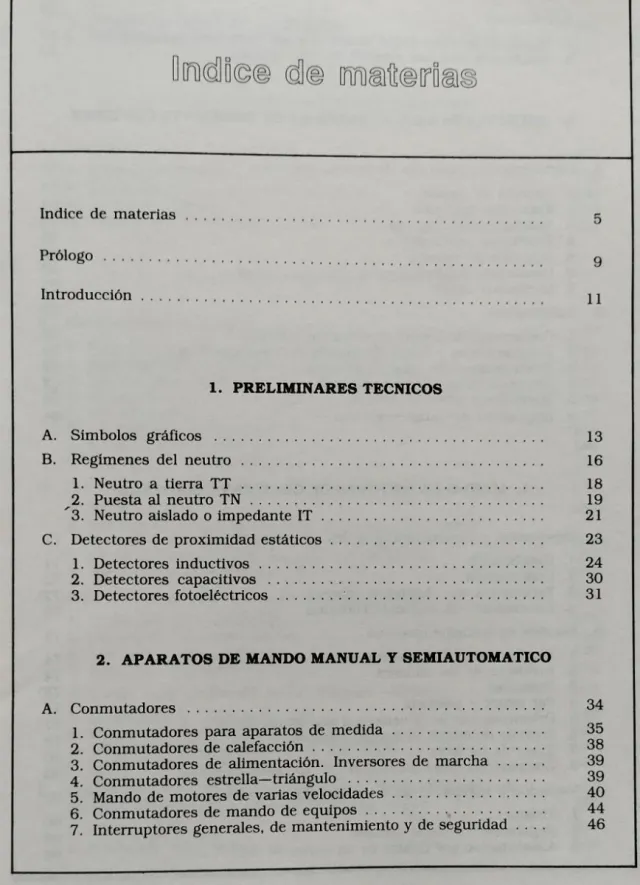 Indice de materias
Indice de materias ........................................ 5
Prólogo ................................................. 9
Introducción ............................................. 11
1. PRELIMINARES TECNICOS
A. Simbolos gráficos ..................................... 13
B. Regímenes del neutro .................................. 16
1. Neutro a tierra TT .................................. 18
2. Puesta al neutro TN ................................. 19
3. Neutro aislado o impedante IT ......................... 21
C. Detectores de proximidad estáticos ........................ 23
1. Detectores inductivos ................................ 24
2. Detectores capacitivos ............................... 30
3. Detectores fotoeléctricos .............................. 31
2. APARATOS DE MANDO MANUAL Y SEMIAUTOMATICO
A. Conmutadores ........................................ 34
1. Conmutadores para aparatos de medida .................. 35
2. Conmutadores de calefacción .......................... 38
3. Conmutadores de alimentación. Inversores de marcha ...... 39
4. Conmutadores estrella—triángulo ...................... 39
5. Mando de motores de varias velocidades ................. 40
6. Conmutadores de mando de equipos ..................... 44
7. Interruptores generales, de mantenimiento y de seguridad .... 46